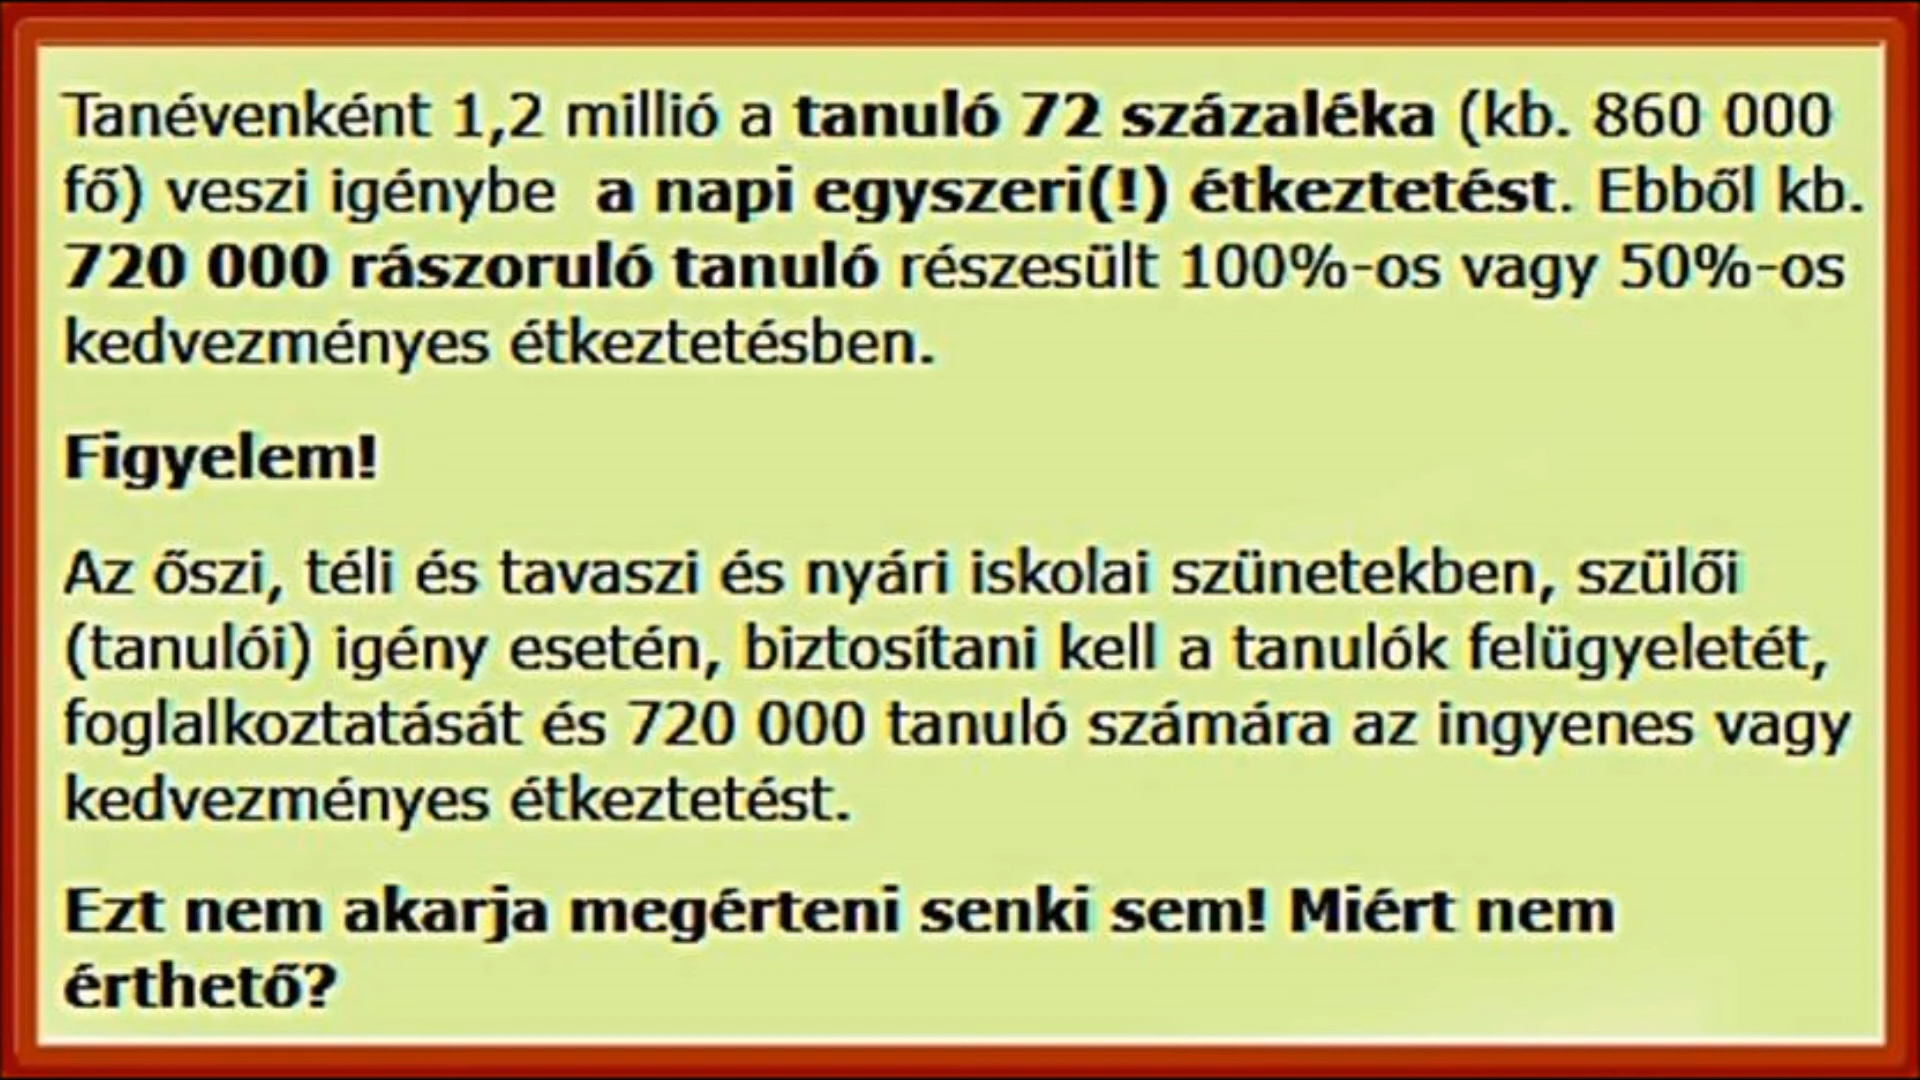 Tanévenként 1,2 millió a tanuló 72 százaléka (kb. 860 000
fő) veszi igénybe a napi egyszeri(!) étkeztetést. Ebből kb.
720 000 rászoruló tanuló részesült 100%-os vagy 50%-os
kedvezményes étkeztetésben.
Figyelem!
Az őszi, téli és tavaszi és nyári iskolai szünetekben, szülői
(tanulói) igény esetén, biztosítani kell a tanulók felügyeletét,
foglalkoztatását és 720 000 tanuló számára az ingyenes vagy
kedvezményes étkeztetést.
Ezt nem akarja megérteni senki sem! Miért nem
érthető?